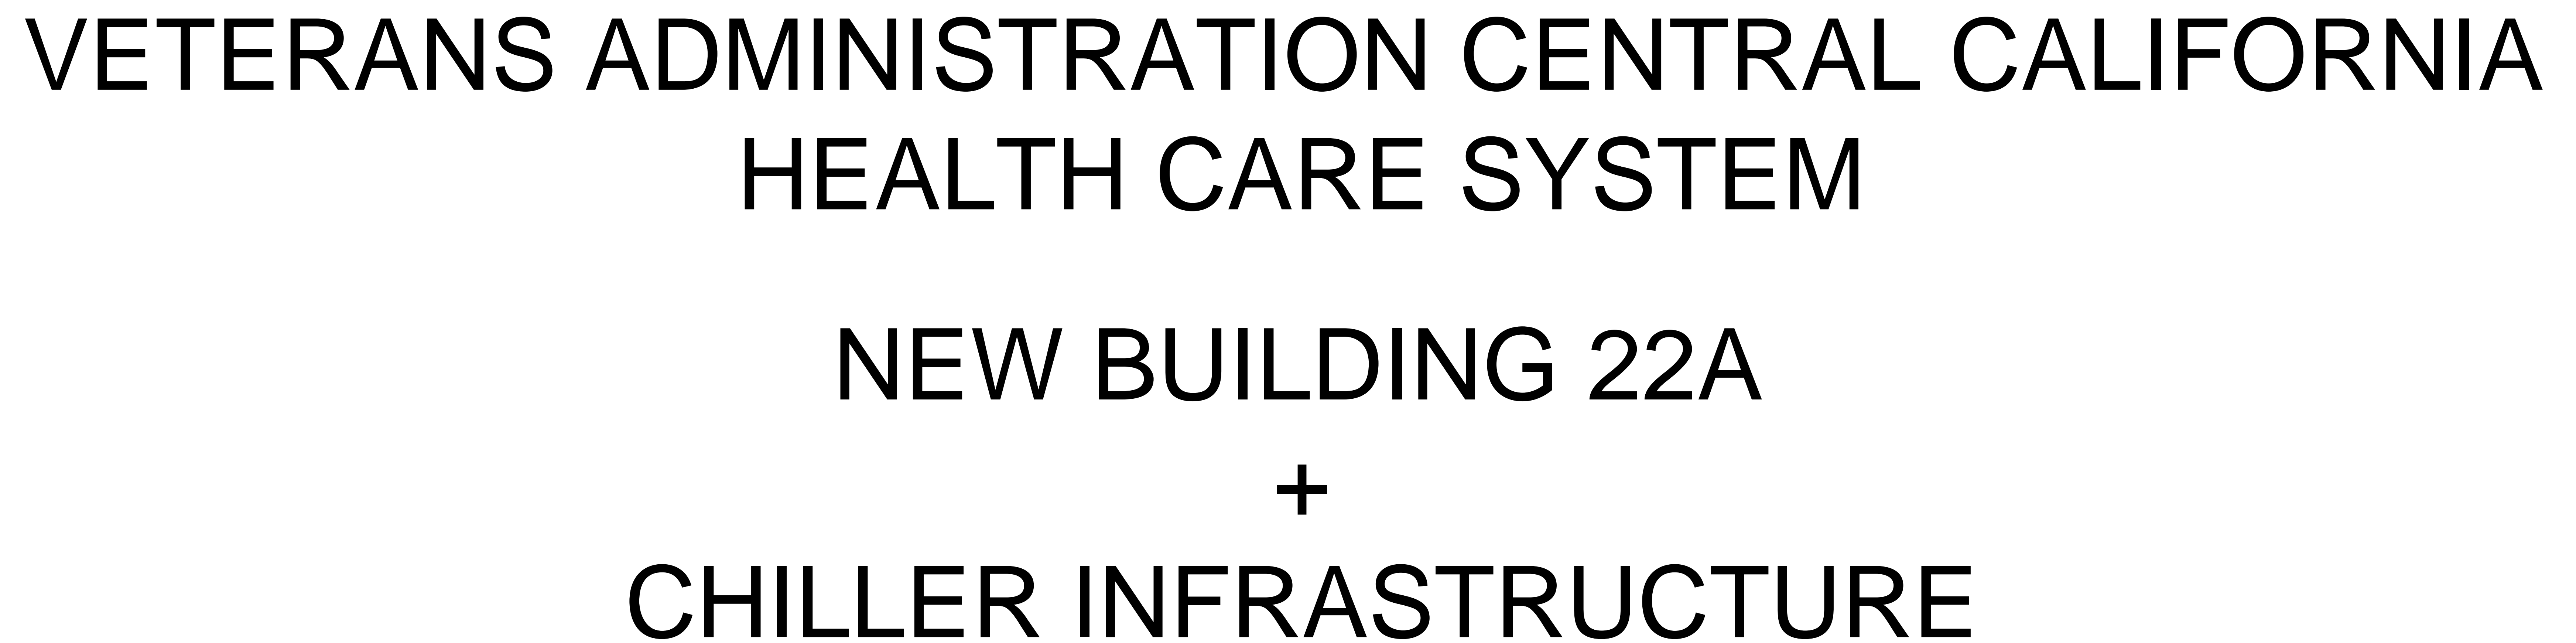 VETERANS ADMINISTRATION CENTRAL CALIFORNIA
HEALTH CARE SYSTEM
NEW BUILDING 22A
+
CHILLER INFRASTRUCTURE